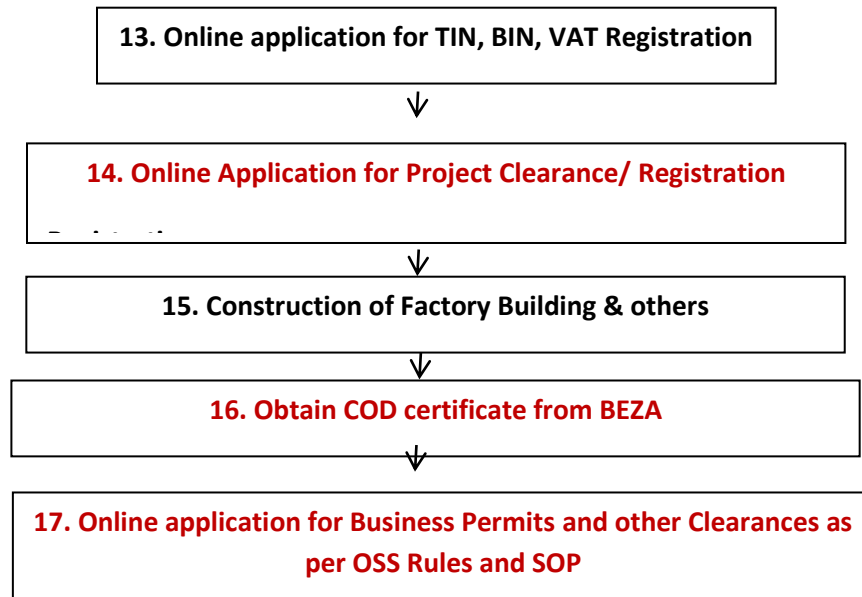 13. Online application for TIN, BIN, VAT Registration
14. Online Application for Project Clearance/ Registration
15. Construction of Factory Building & others
16. Obtain COD certificate from BEZA
17. Online application for Business Permits and other Clearances as
per OSS Rules and SOP